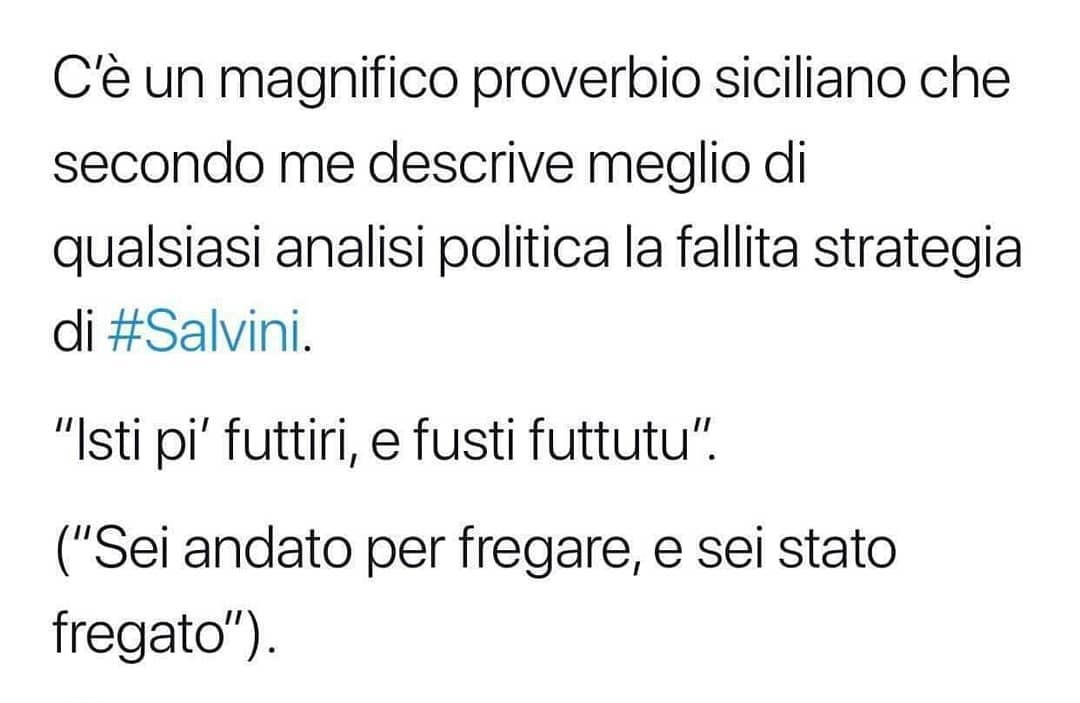 C'è un magnifico proverbio siciliano che
secondo me descrive meglio di
qualsiasi analisi politica la fallita strategia
di #Salvini.
"Isti pi' futtiri, e fusti futtutu".
("Sei andato per fregare, e sei stato
fregato").